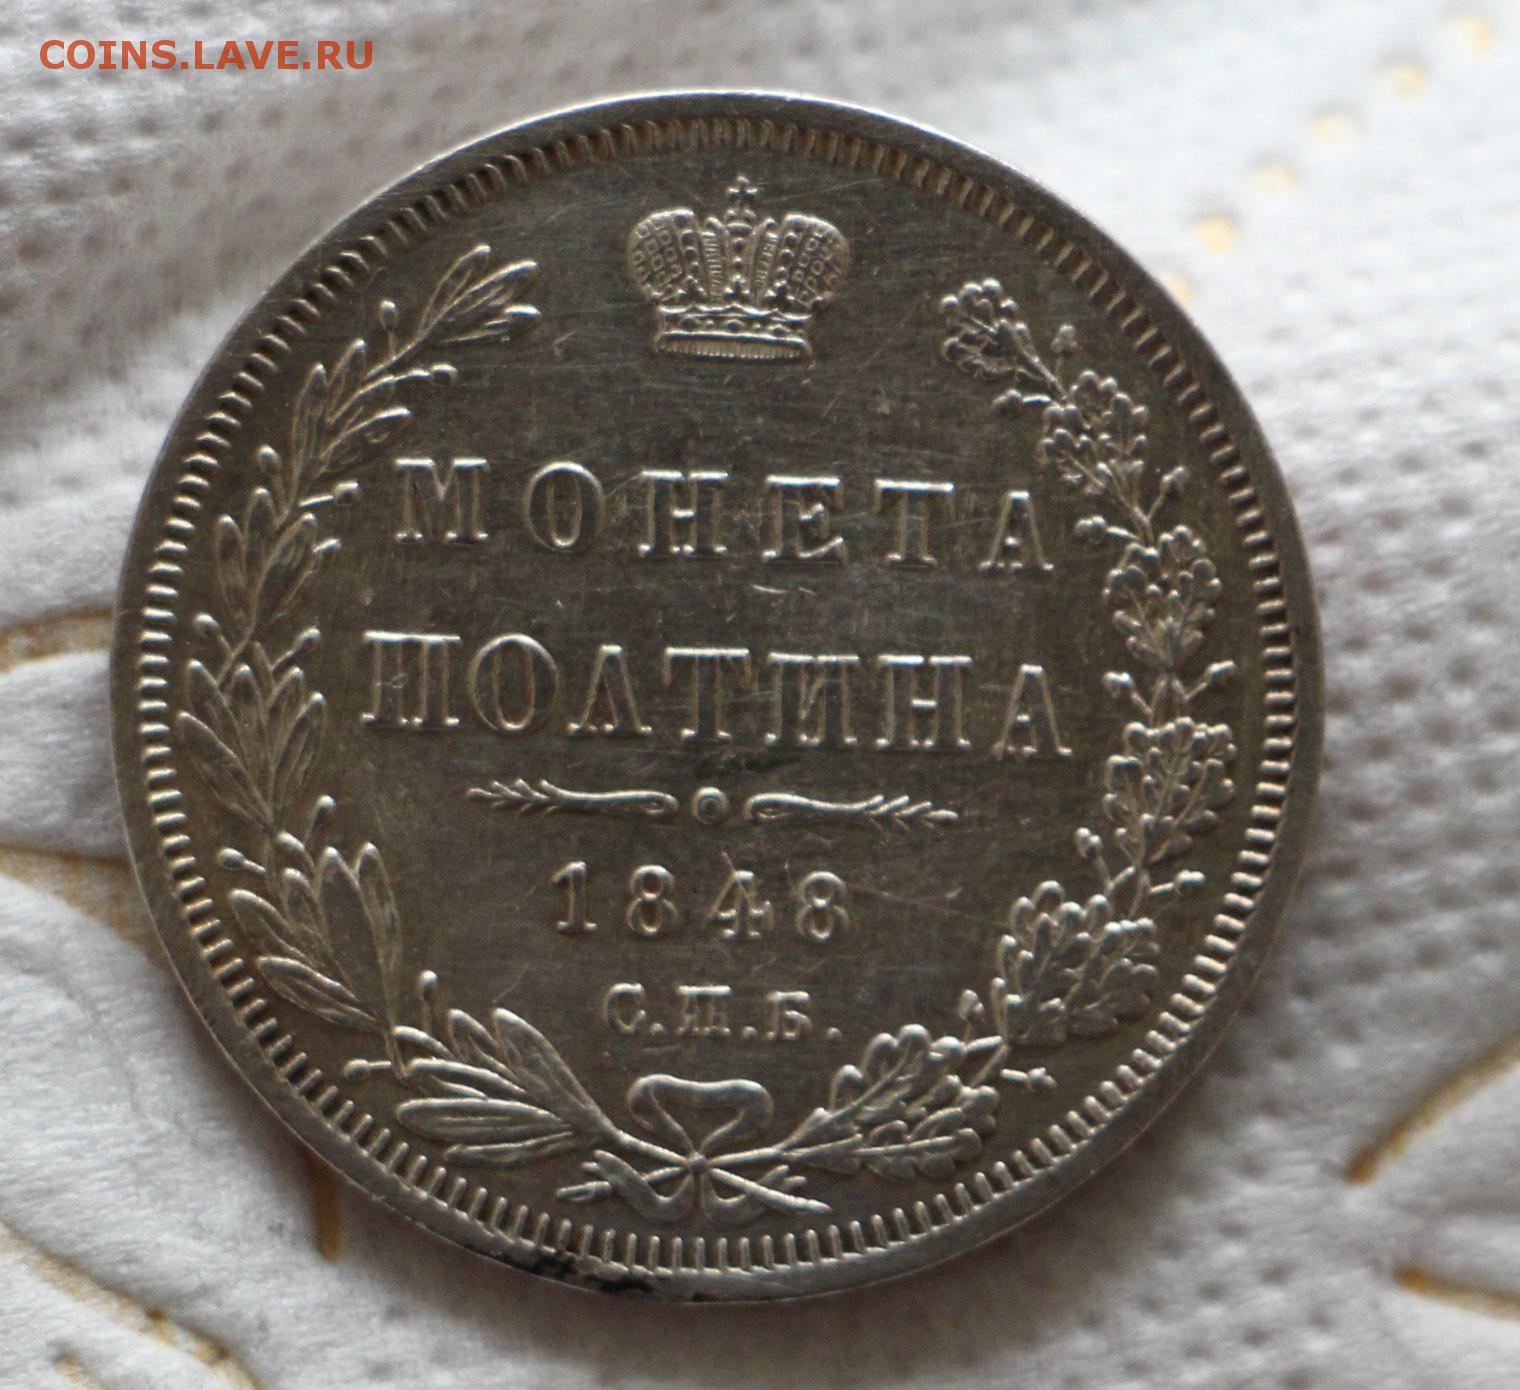 COINS.LAVE.RU
МОНЕТА
ПОЛТИНА
1848
С.П.Б.